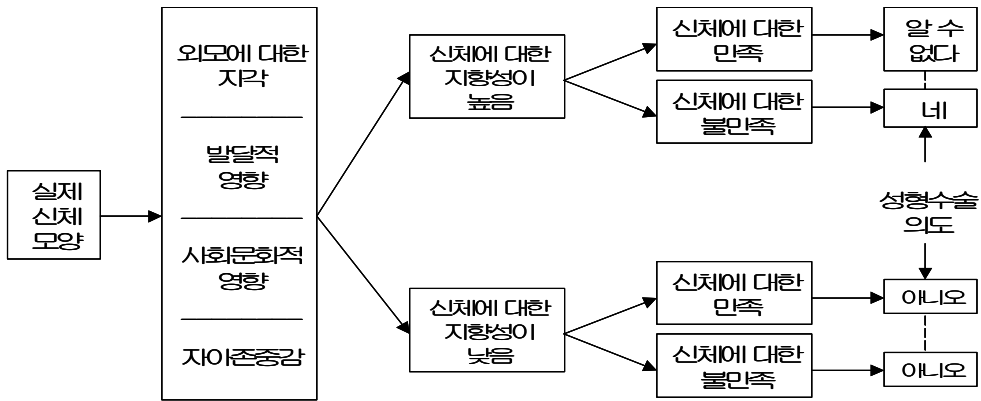 실제
신체
모양
외모에 대한
지각
발달적
영향
사회문화적
영향
자아존중감
신체에 대한
지향성이
높음
신체에 대한
지향성이
낮음
신체에 대한
만족
신체에 대한
불만족
신체에 대한
만족
신체에 대한
불만족
알 수
없다
네
성형수술
의도
아니오
아니오